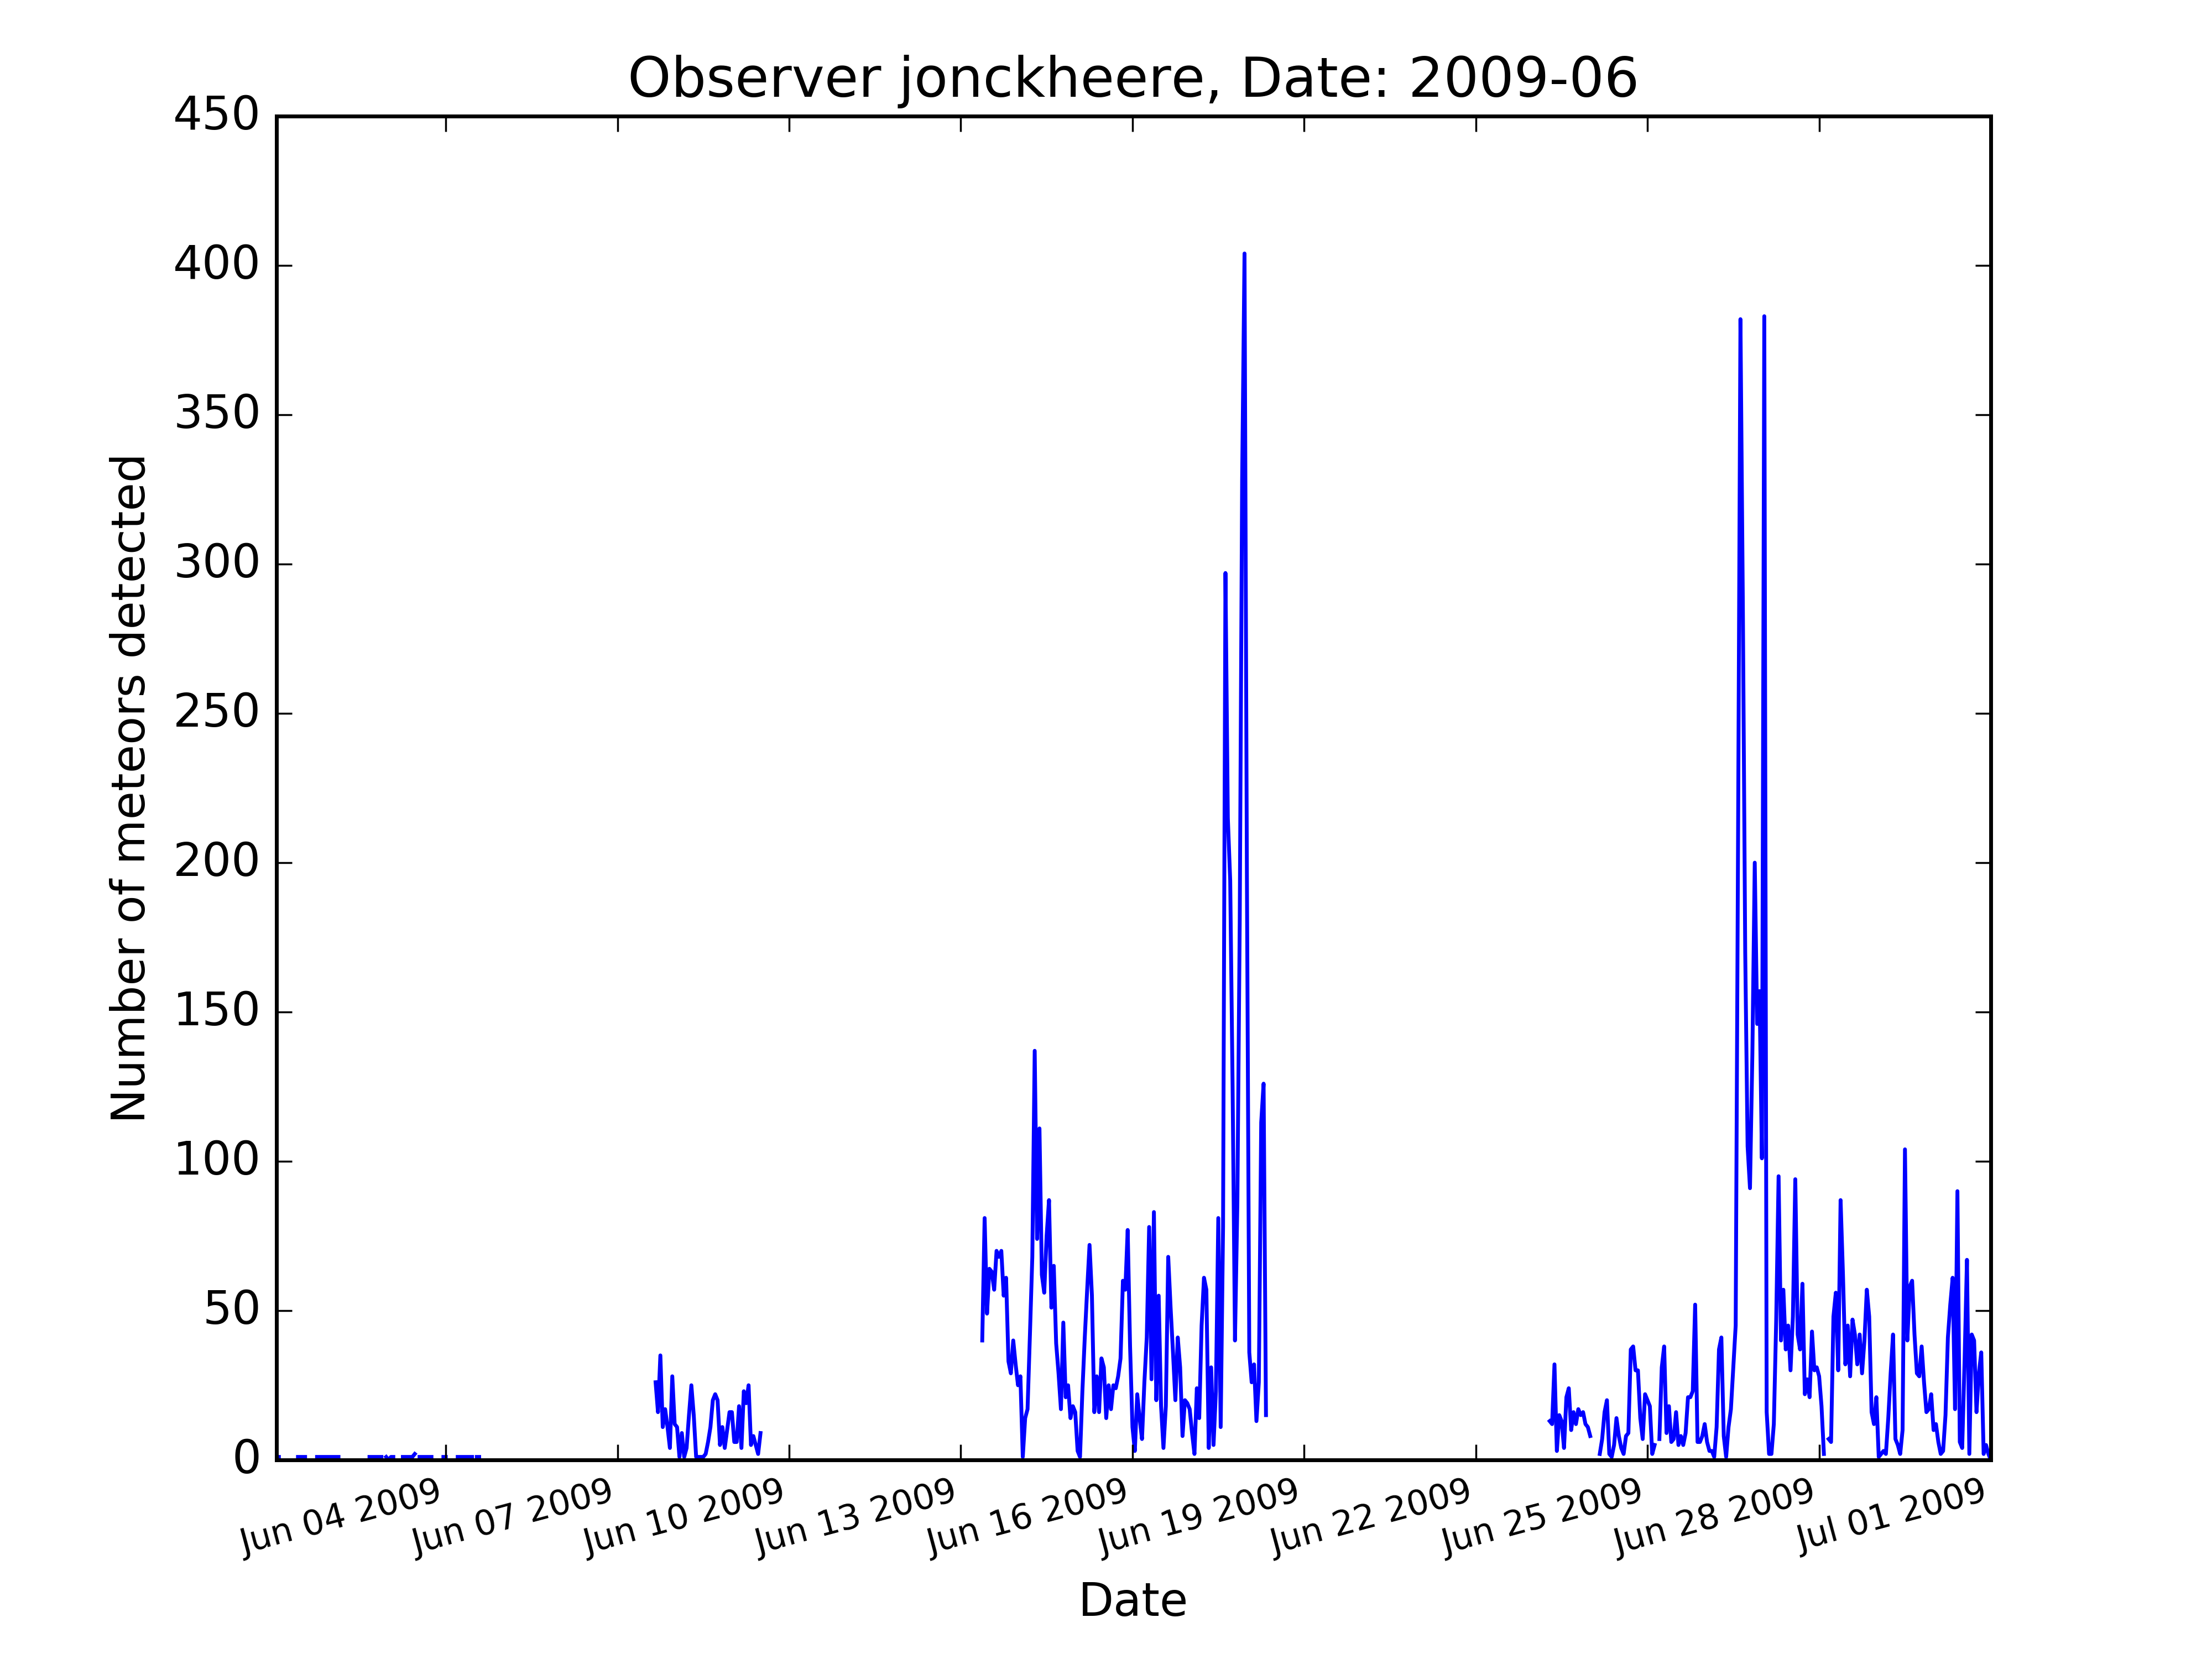 Observer jonckheere, Date: 2009-06
450
400
350
300
250
200
150
100
50
0
Number of meteors detected
Jun 04 2009
Jun 07 2009
Jun 10 2009
Jun 13 2009
Jun 16 2009
Jun 19 2009
Jun 22 2009
Jun 25 2009
Jun 28 2009
Jul 01 2009
Date